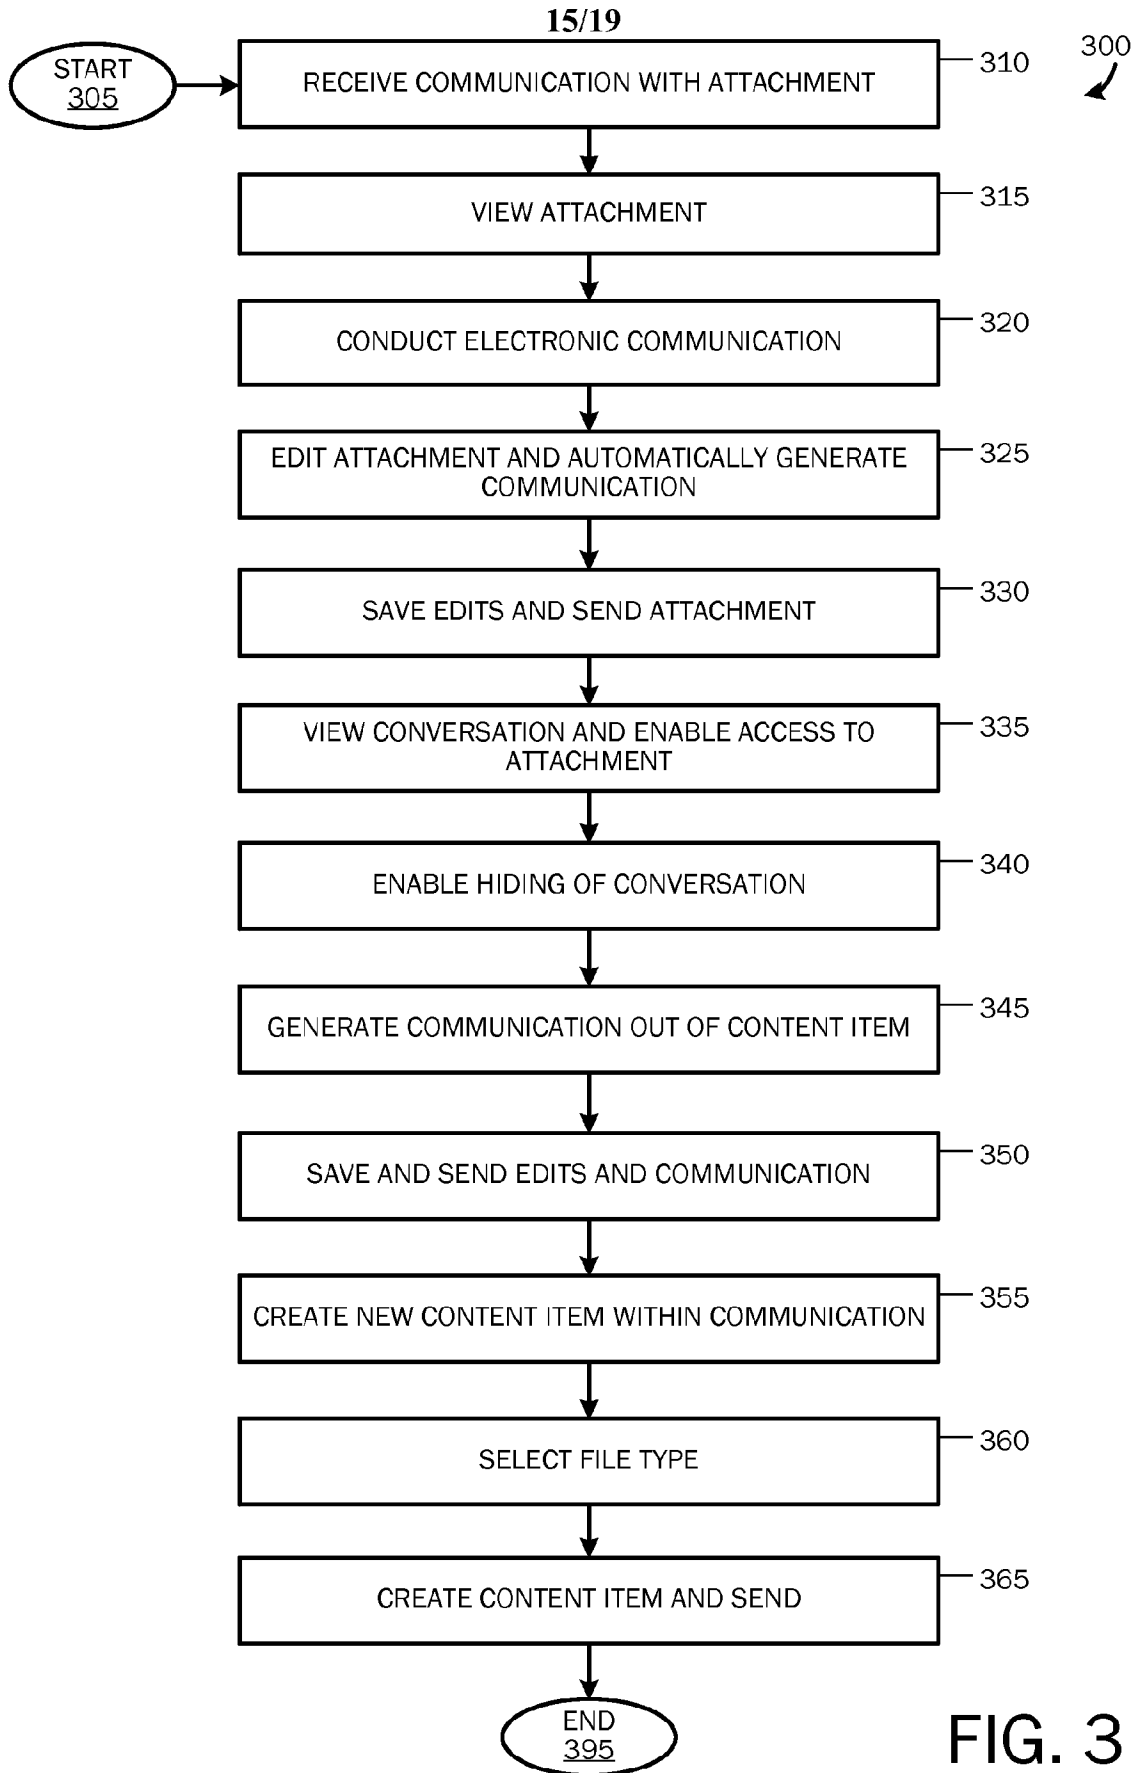 15/19
300
START
305
RECEIVE COMMUNICATION WITH ATTACHMENT
310
VIEW ATTACHMENT
315
CONDUCT ELECTRONIC COMMUNICATION
320
EDIT ATTACHMENT AND AUTOMATICALLY GENERATE
COMMUNICATION
325
SAVE EDITS AND SEND ATTACHMENT
330
VIEW CONVERSATION AND ENABLE ACCESS TO
ATTACHMENT
335
ENABLE HIDING OF CONVERSATION
340
GENERATE COMMUNICATION OUT OF CONTENT ITEM
345
SAVE AND SEND EDITS AND COMMUNICATION
350
CREATE NEW CONTENT ITEM WITHIN COMMUNICATION
355
SELECT FILE TYPE
360
CREATE CONTENT ITEM AND SEND
365
END
395
FIG. 3